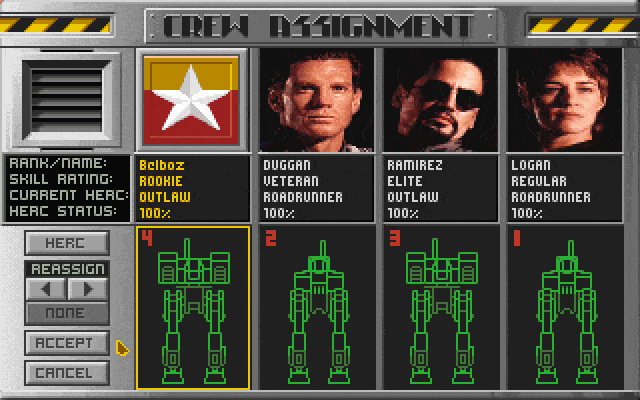 CREW ASSIGNMENT
RANK/NAME: Belboz DUGGAN RAMIREZ LOGAN
SKILL RATING: ROOKIE VETERAN ELITE REGULAR
CURRENT HERC: OUTLAW ROADRUNNER OUTLAW ROADRUNNER
HERC STATUS: 100% 100% 100% 100%
4 2 3 1
HERC
REASSIGN
NONE
ACCEPT
CANCEL